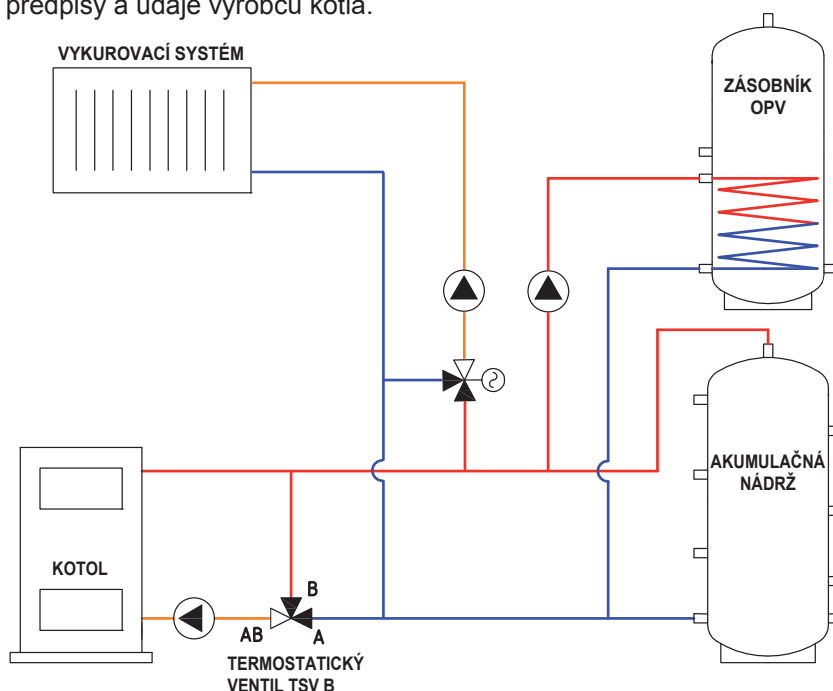 predpisy a údaje výrobcu kotla.
VYKUROVACÍ SYSTÉM
ZÁSOBNÍK
OPV
AKUMULAČNÁ
NÁDRŽ
KOTOL
B
AB
A
TERMOSTATICKÝ
VENTIL TSV B